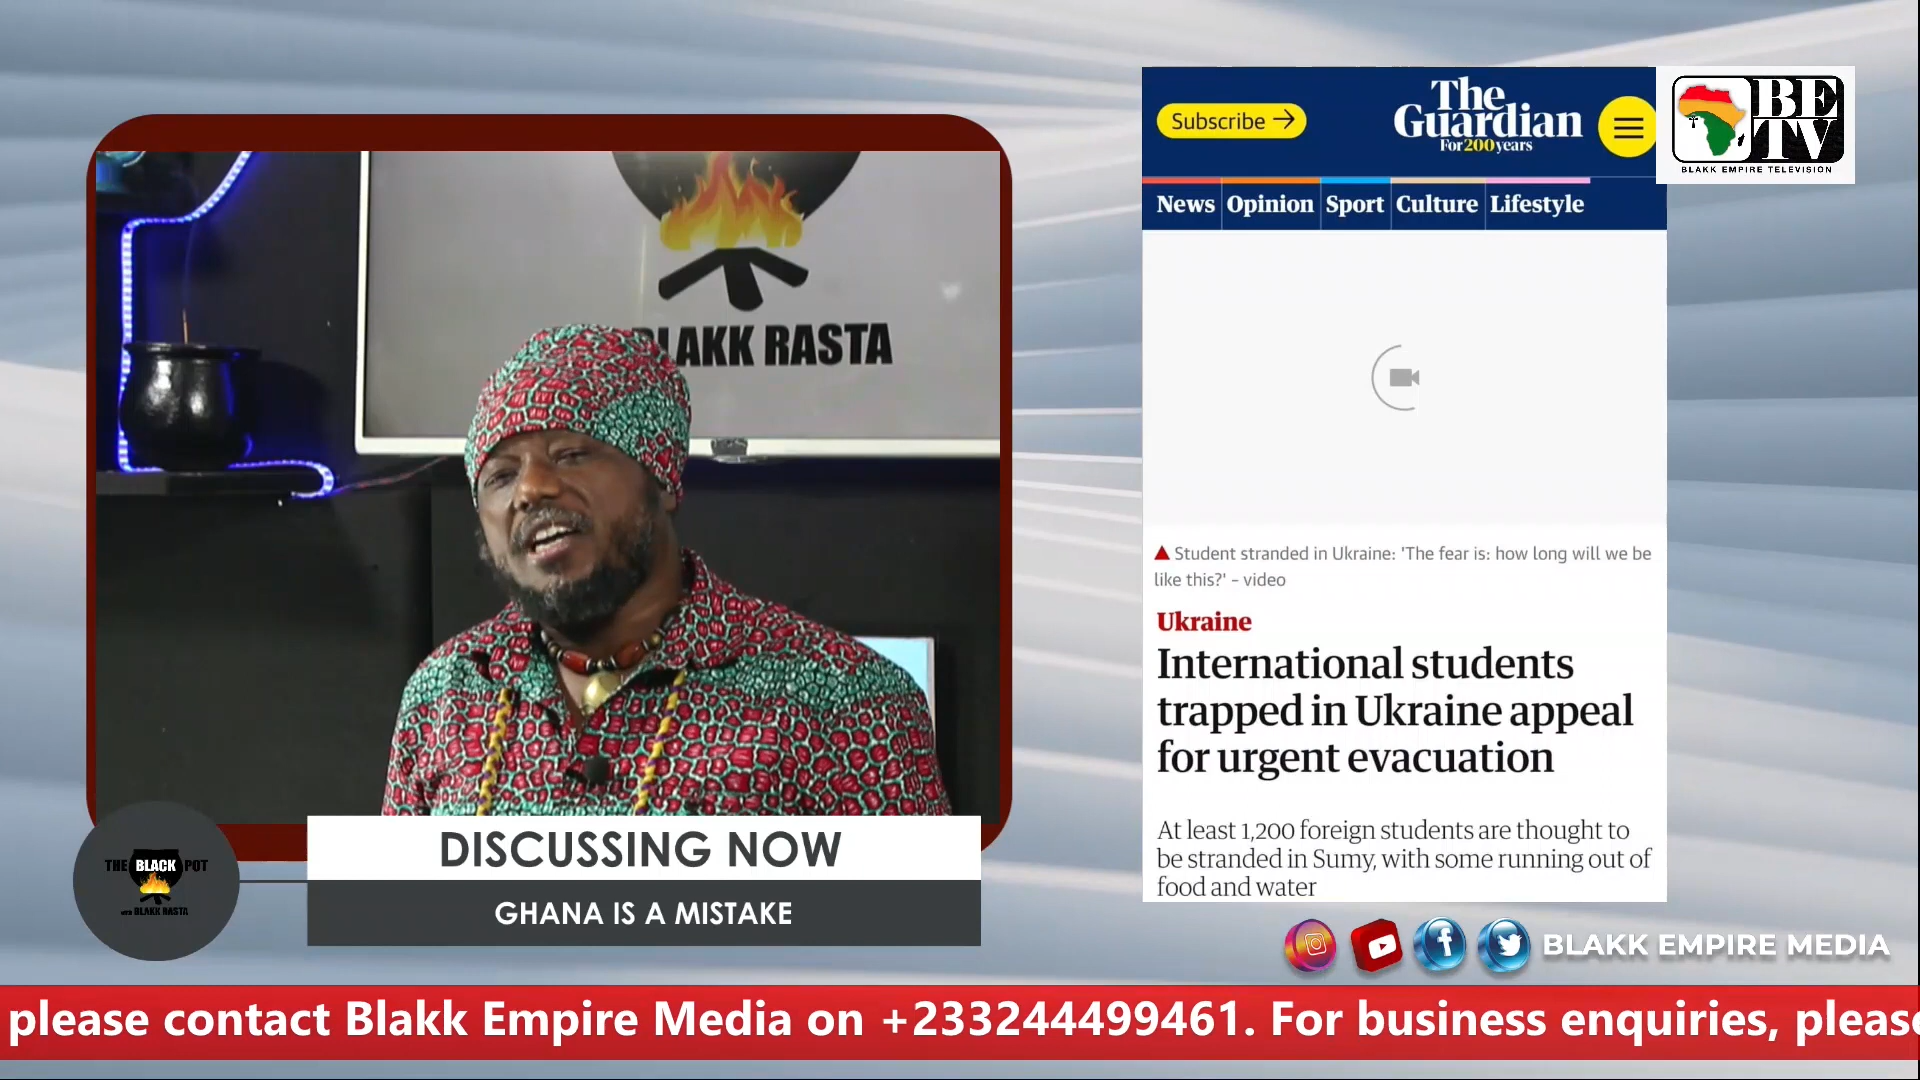 Subscribe →
The
Guardian
For 200 years
BE
TV
BLAKK EMPIRE TELEVISION
News Opinion Sport Culture Lifestyle
BLAKK RASTA
Student stranded in Ukraine: 'The fear is: how long will we be
like this?' - video
Ukraine
International students
trapped in Ukraine appeal
for urgent evacuation
At least 1,200 foreign students are thought to
be stranded in Sumy, with some running out of
food and water
THE BLACK POT
WITH BLAKK RASTA
DISCUSSING NOW
GHANA IS A MISTAKE
BLAKK EMPIRE MEDIA
please contact Blakk Empire Media on +233244499461. For business enquiries, please